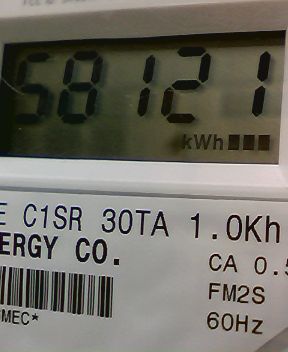 58121
kWh
E C1SR 30TA 1.0Kh
ERGY CO.
CA 0.5
FM2S
60Hz
MEC*